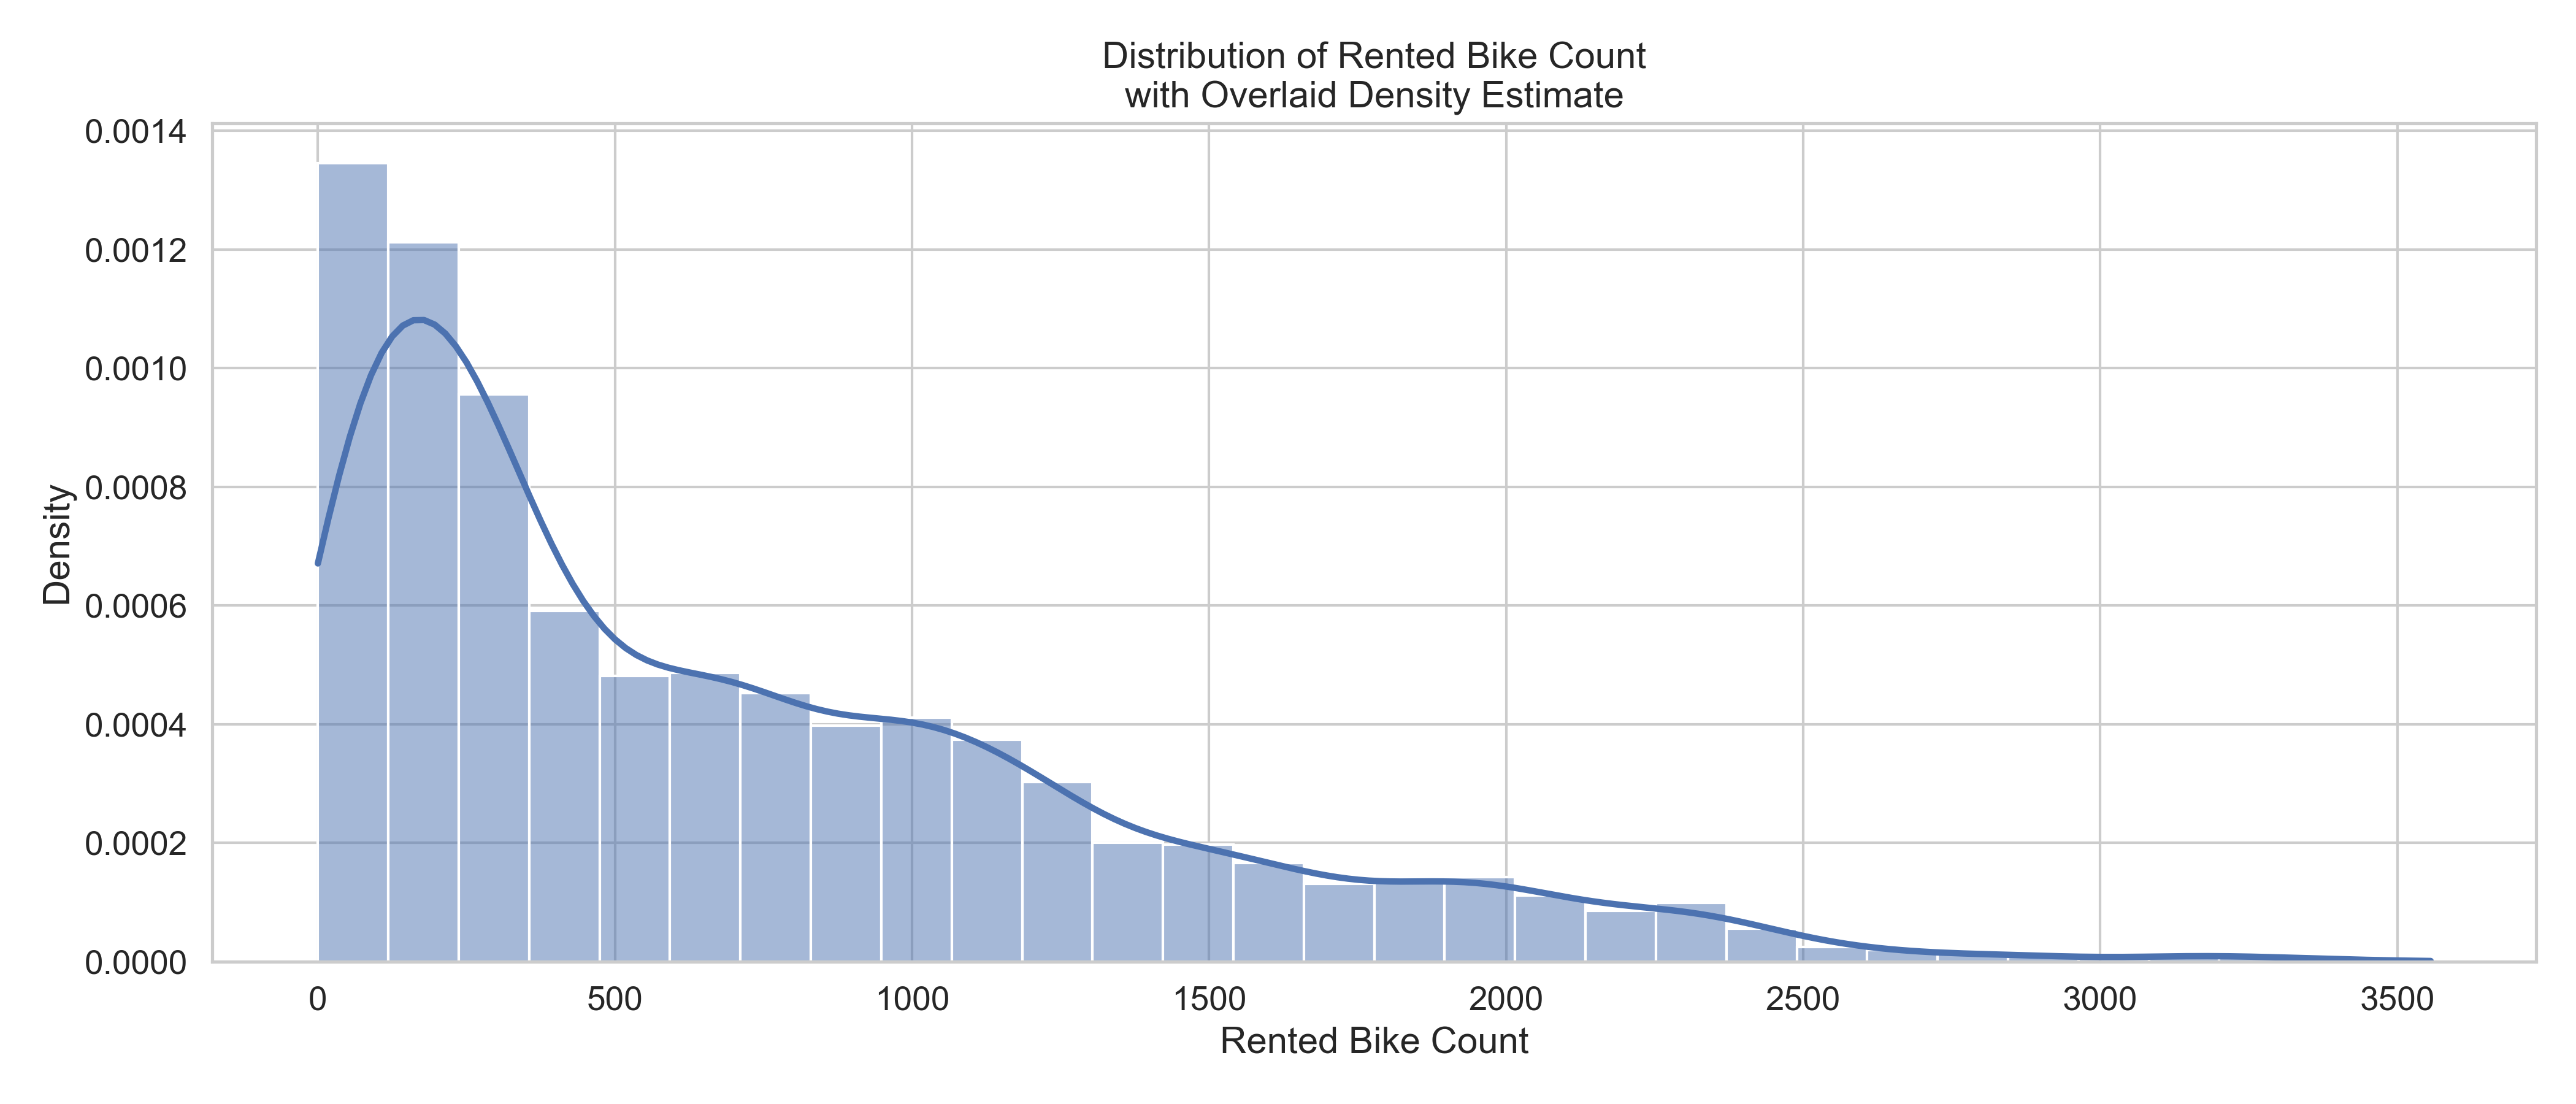 Distribution of Rented Bike Count
with Overlaid Density Estimate
0.0014
0.0012
0.0010
0.0008
0.0006
0.0004
0.0002
0.0000
Density
0 500 1000 1500 2000 2500 3000 3500
Rented Bike Count